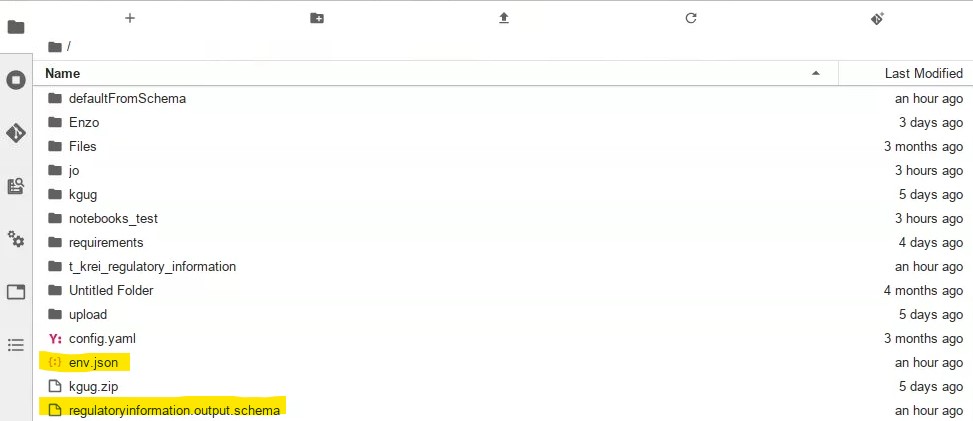 /
Name Last Modified
defaultFromSchema an hour ago
Enzo 3 days ago
Files 3 months ago
jo 3 hours ago
kgug 5 days ago
notebooks_test 3 hours ago
requirements 4 days ago
t_krei_regulatory_information an hour ago
Untitled Folder 4 months ago
upload 5 days ago
Y: config.yaml 3 months ago
{:} env.json an hour ago
kgug.zip 5 days ago
regulatoryinformation.output.schema an hour ago